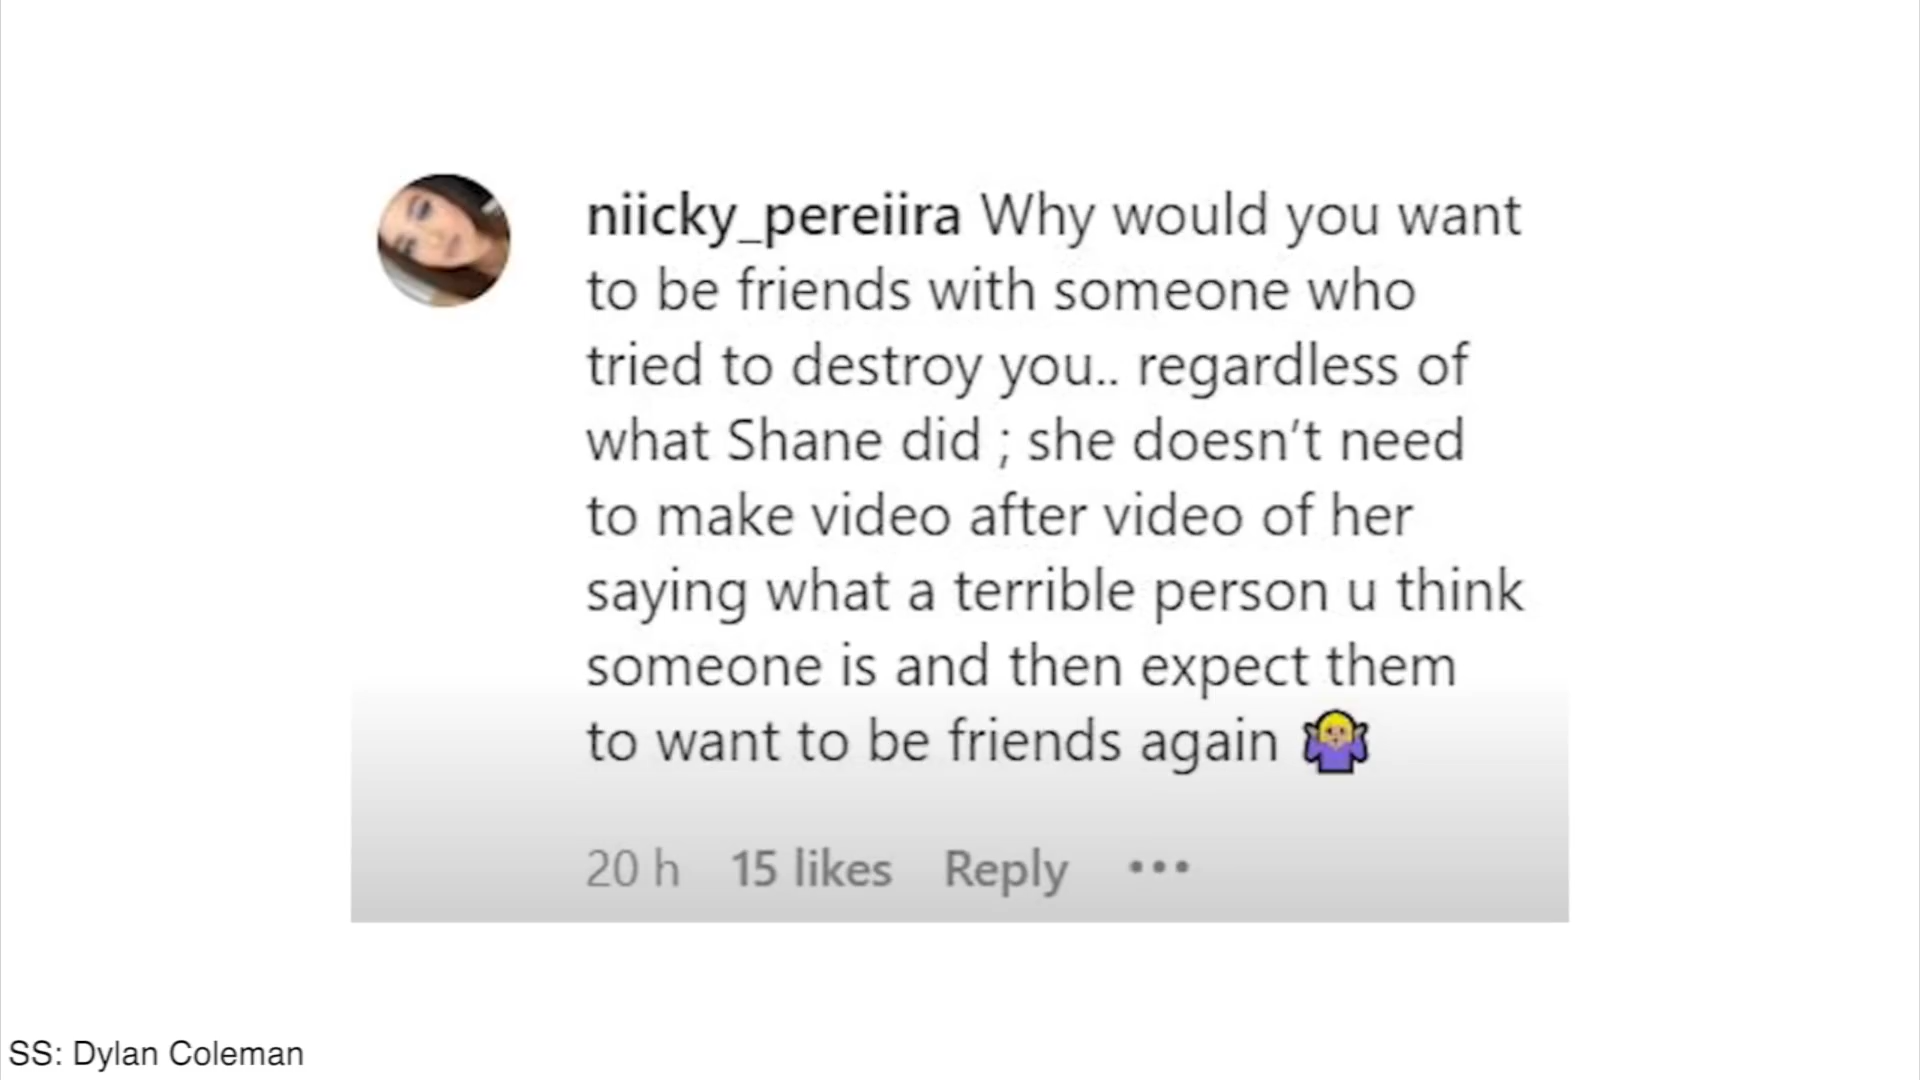 niicky_pereiira Why would you want
to be friends with someone who
tried to destroy you.. regardless of
what Shane did ; she doesn't need
to make video after video of her
saying what a terrible person u think
someone is and then expect them
to want to be friends again 🤷🏼‍♀️
20 h 15 likes Reply •••
SS: Dylan Coleman